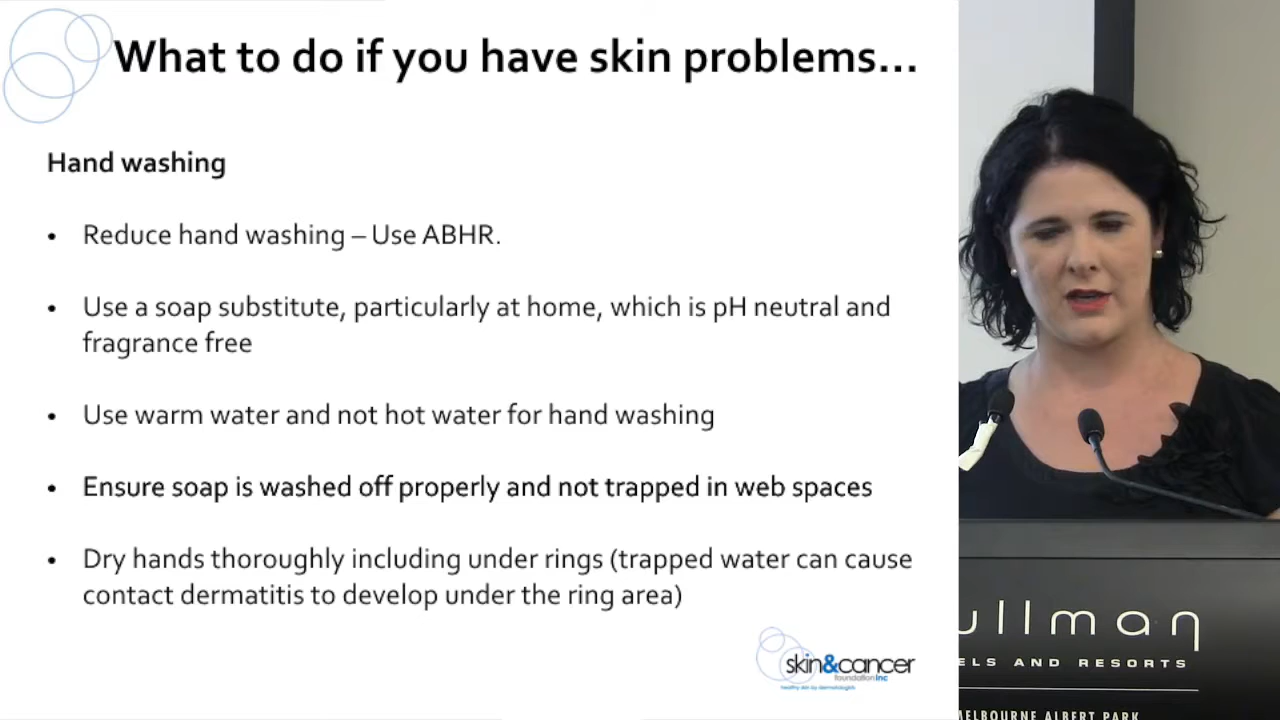 What to do if you have skin problems...
Hand washing
• Reduce hand washing – Use ABHR.
• Use a soap substitute, particularly at home, which is pH neutral and
fragrance free
• Use warm water and not hot water for hand washing
• Ensure soap is washed off properly and not trapped in web spaces
• Dry hands thoroughly including under rings (trapped water can cause
contact dermatitis to develop under the ring area)
skin&cancer
foundation inc
healthy skin by dermatologists
ullman
ELS AND RESORTS
MELBOURNE ALBERT PARK